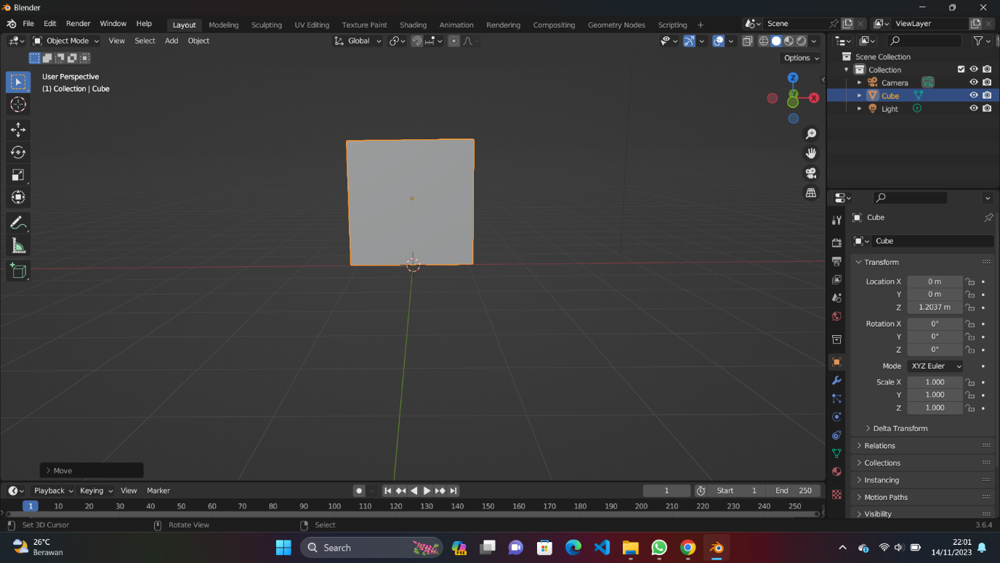 Blender
File Edit Render Window Help Layout Modeling Sculpting UV Editing Texture Paint Shading Animation Rendering Compositing Geometry Nodes Scripting + Scene ViewLayer
Object Mode View Select Add Object Global
Options
User Perspective
(1) Collection | Cube
Z
Y
X
Scene Collection
Collection
Camera
Cube
Light
Cube
Cube
Transform
Location X 0 m
Y 0 m
Z 1.2037 m
Rotation X 0°
Y 0°
Z 0°
Mode XYZ Euler
Scale X 1.000
Y 1.000
Z 1.000
Delta Transform
Relations
Collections
Instancing
Motion Paths
Visibility
Move
Playback Keying View Marker 1 Start 1 End 250
1 10 20 30 40 50 60 70 80 90 100 110 120 130 140 150 160 170 180 190 200 210 220 230 240 250
Set 3D Cursor Rotate View Select 3.6.4
26°C
Berawan
Search
PRE
22:01
14/11/2023